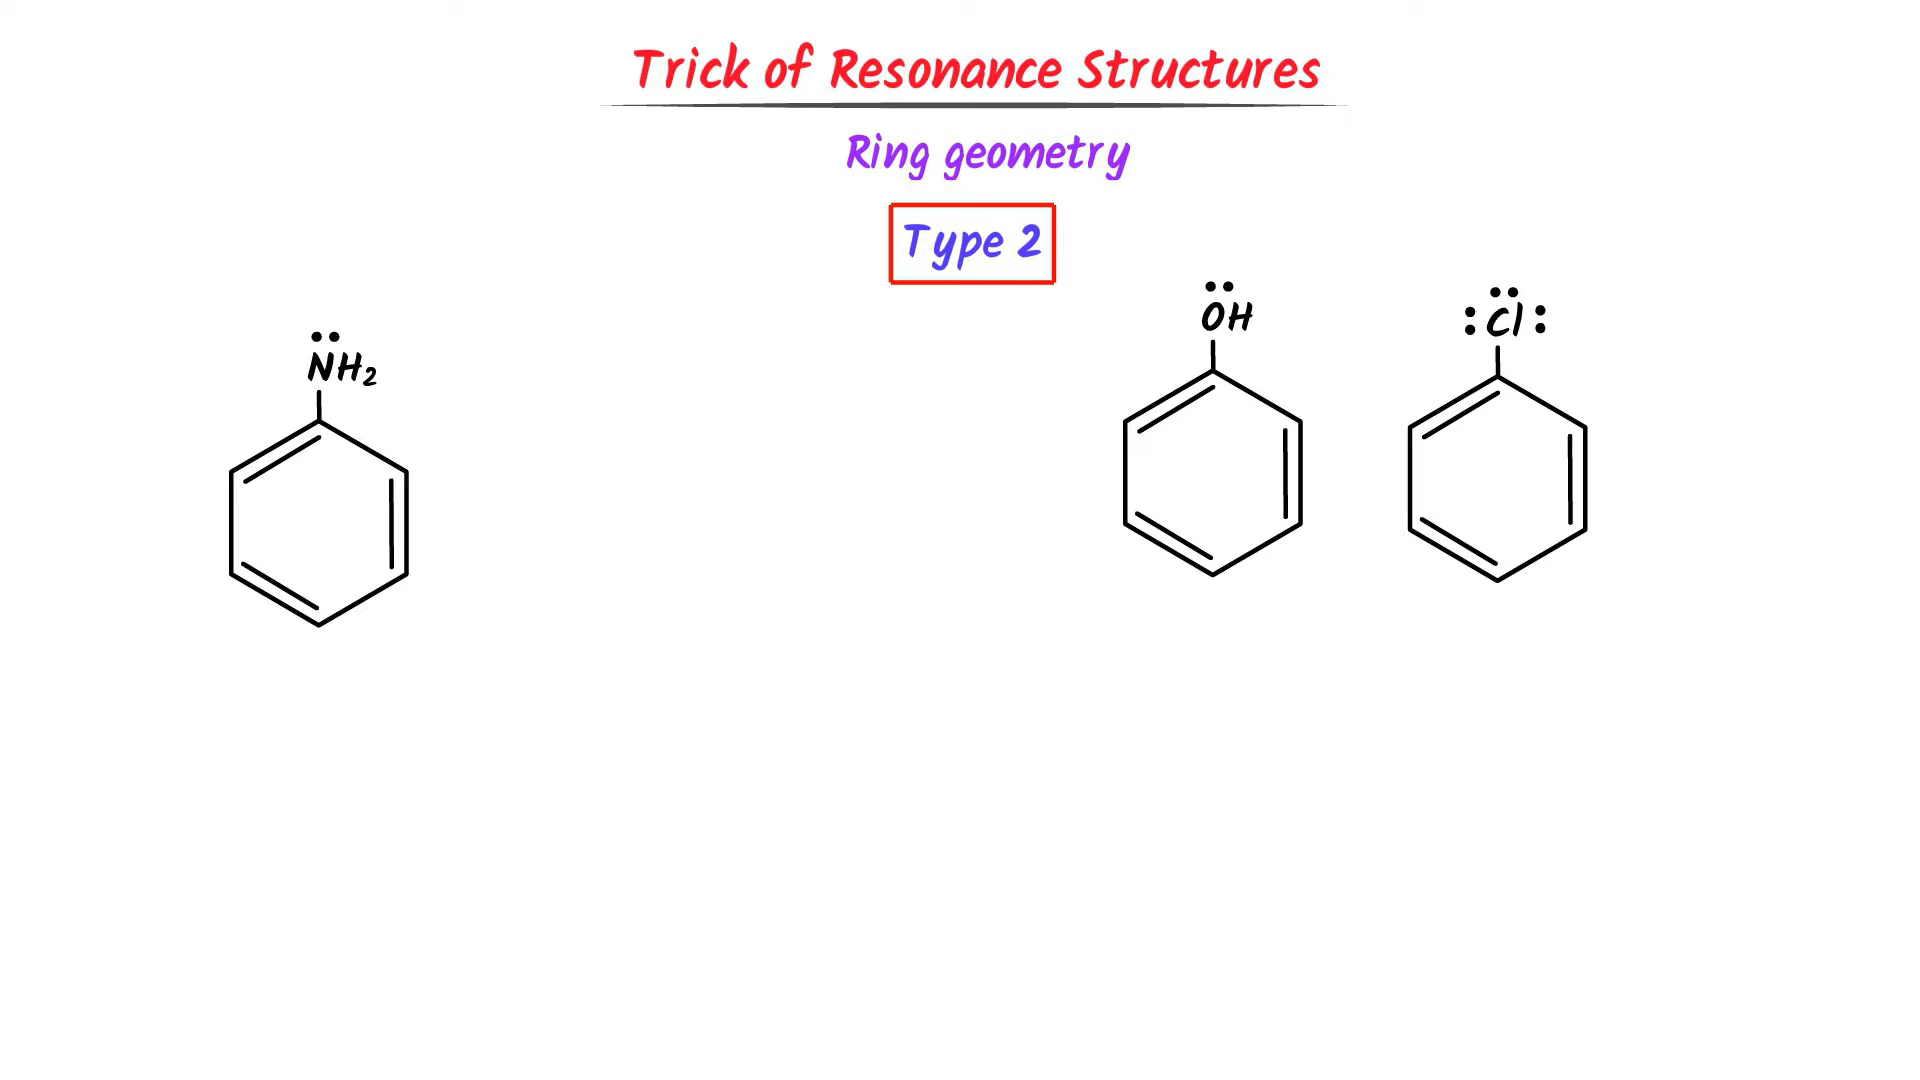 Trick of Resonance Structures
Ring geometry
Type 2
NH₂
OH
Cl